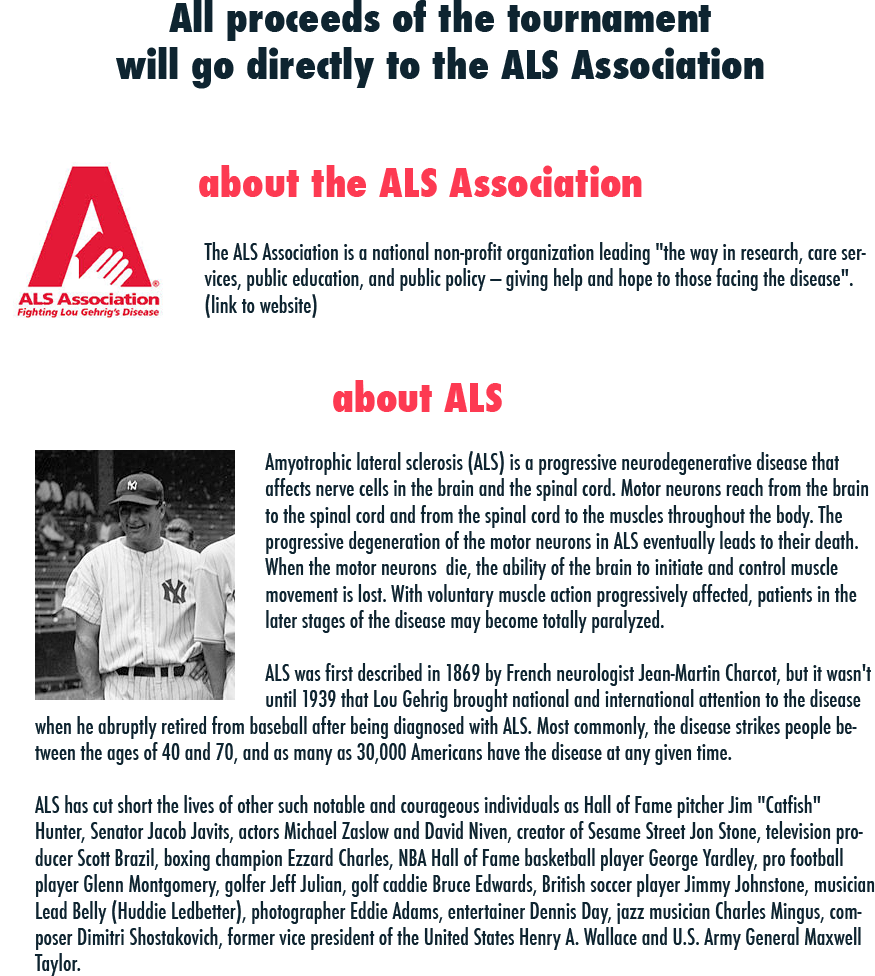 All proceeds of the tournament
will go directly to the ALS Association
about the ALS Association
The ALS Association is a national non-profit organization leading "the way in research, care ser-
vices, public education, and public policy – giving help and hope to those facing the disease".
(link to website)
ALS Association
Fighting Lou Gehrig's Disease
about ALS
Amyotrophic lateral sclerosis (ALS) is a progressive neurodegenerative disease that
affects nerve cells in the brain and the spinal cord. Motor neurons reach from the brain
to the spinal cord and from the spinal cord to the muscles throughout the body. The
progressive degeneration of the motor neurons in ALS eventually leads to their death.
When the motor neurons die, the ability of the brain to initiate and control muscle
movement is lost. With voluntary muscle action progressively affected, patients in the
later stages of the disease may become totally paralyzed.
ALS was first described in 1869 by French neurologist Jean-Martin Charcot, but it wasn't
until 1939 that Lou Gehrig brought national and international attention to the disease
when he abruptly retired from baseball after being diagnosed with ALS. Most commonly, the disease strikes people be-
tween the ages of 40 and 70, and as many as 30,000 Americans have the disease at any given time.
ALS has cut short the lives of other such notable and courageous individuals as Hall of Fame pitcher Jim "Catfish"
Hunter, Senator Jacob Javits, actors Michael Zaslow and David Niven, creator of Sesame Street Jon Stone, television pro-
ducer Scott Brazil, boxing champion Ezzard Charles, NBA Hall of Fame basketball player George Yardley, pro football
player Glenn Montgomery, golfer Jeff Julian, golf caddie Bruce Edwards, British soccer player Jimmy Johnstone, musician
Lead Belly (Huddie Ledbetter), photographer Eddie Adams, entertainer Dennis Day, jazz musician Charles Mingus, com-
poser Dimitri Shostakovich, former vice president of the United States Henry A. Wallace and U.S. Army General Maxwell
Taylor.